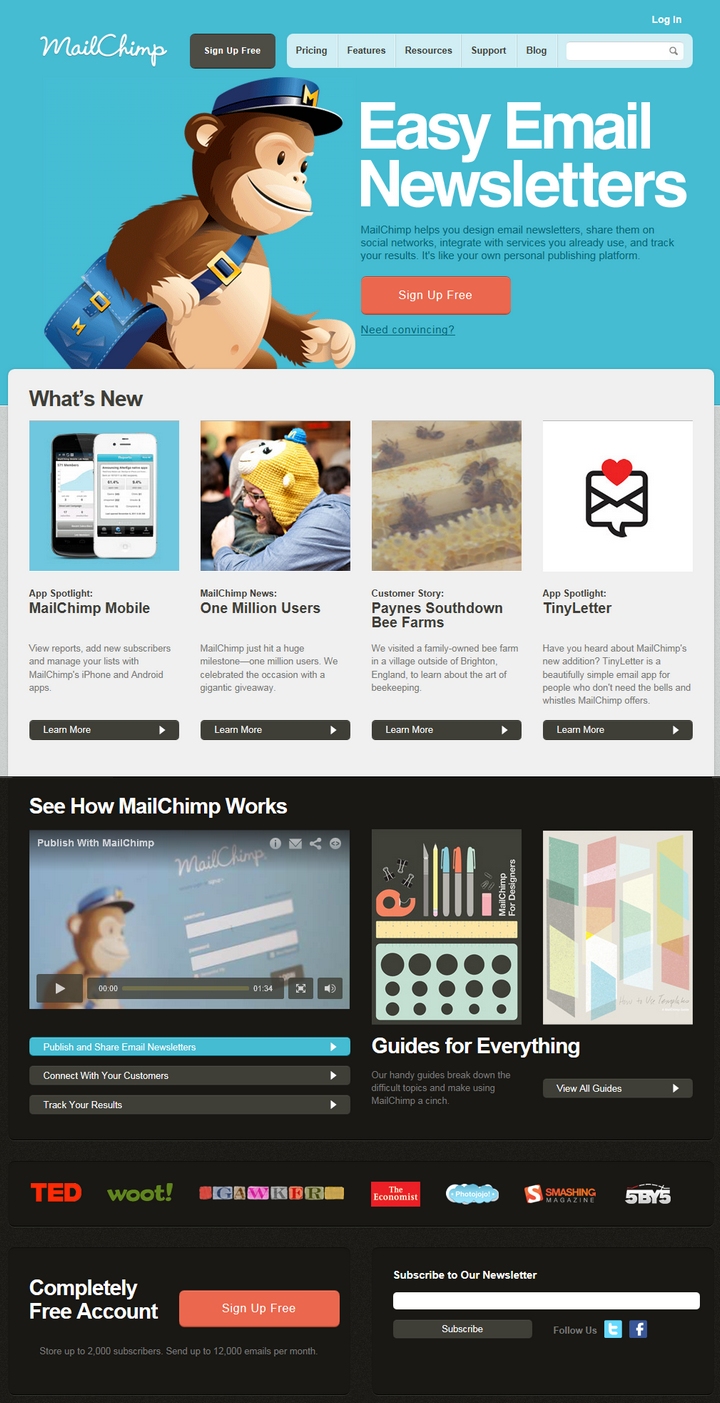 Log In
MailChimp
Sign Up Free
Pricing
Features
Resources
Support
Blog
M
Easy Email
Newsletters
MailChimp helps you design email newsletters, share them on
social networks, integrate with services you already use, and track
your results. It's like your own personal publishing platform.
Sign Up Free
Need convincing?
What's New
App Spotlight:
MailChimp Mobile
View reports, add new subscribers
and manage your lists with
MailChimp's iPhone and Android
apps.
Learn More
MailChimp News:
One Million Users
MailChimp just hit a huge
milestone—one million users. We
celebrated the occasion with a
gigantic giveaway.
Learn More
Customer Story:
Paynes Southdown
Bee Farms
We visited a family-owned bee farm
in a village outside of Brighton,
England, to learn about the art of
beekeeping.
Learn More
App Spotlight:
TinyLetter
Have you heard about MailChimp's
new addition? TinyLetter is a
beautifully simple email app for
people who don't need the bells and
whistles MailChimp offers.
Learn More
See How MailChimp Works
Publish With MailChimp
MailChimp
00:00
01:34
Publish and Share Email Newsletters
Connect With Your Customers
Track Your Results
MailChimp
For Designers
Guides for Everything
Our handy guides break down the
difficult topics and make using
MailChimp a cinch.
View All Guides
TED
woot!
GAWKER
The
Economist
Photojojo!
SMASHING
MAGAZINE
5BY5
Completely
Free Account
Sign Up Free
Store up to 2,000 subscribers. Send up to 12,000 emails per month.
Subscribe to Our Newsletter
Subscribe
Follow Us